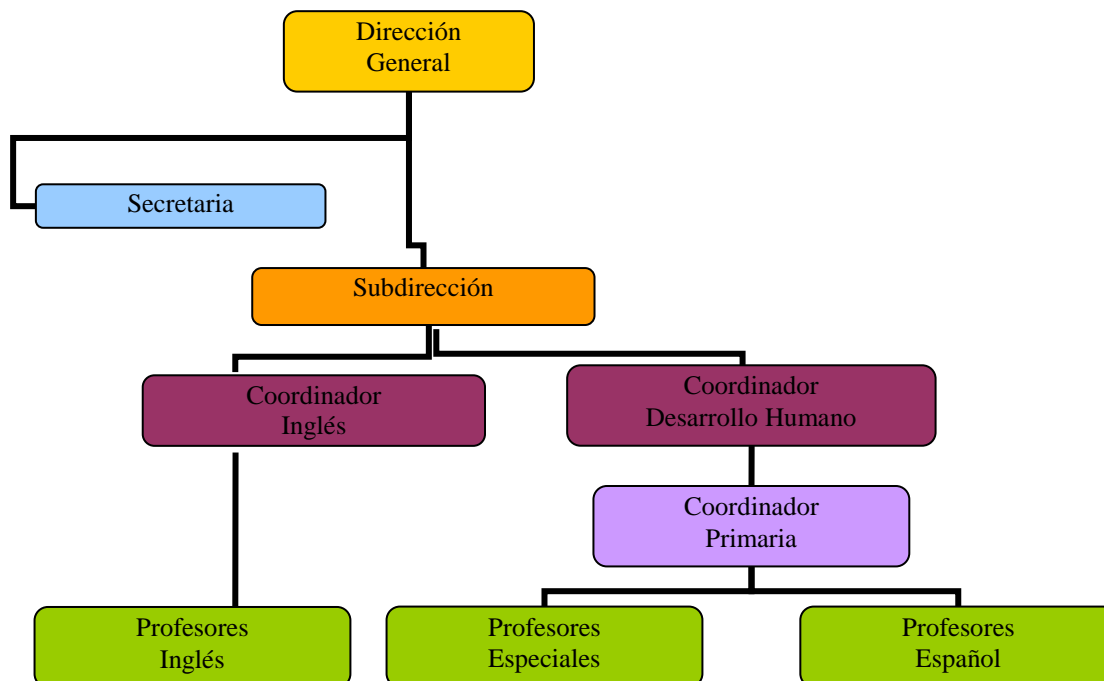 Dirección
General
Secretaria
Subdirección
Coordinador
Inglés
Coordinador
Desarrollo Humano
Coordinador
Primaria
Profesores
Inglés
Profesores
Especiales
Profesores
Español